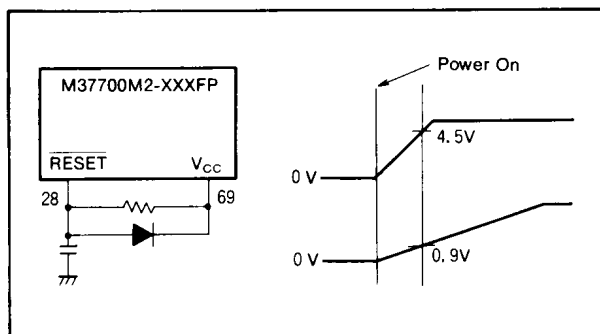 M37700M2-XXXFP
RESET
VCC
28
69
Power On
4.5V
0 V
0.9V
0 V